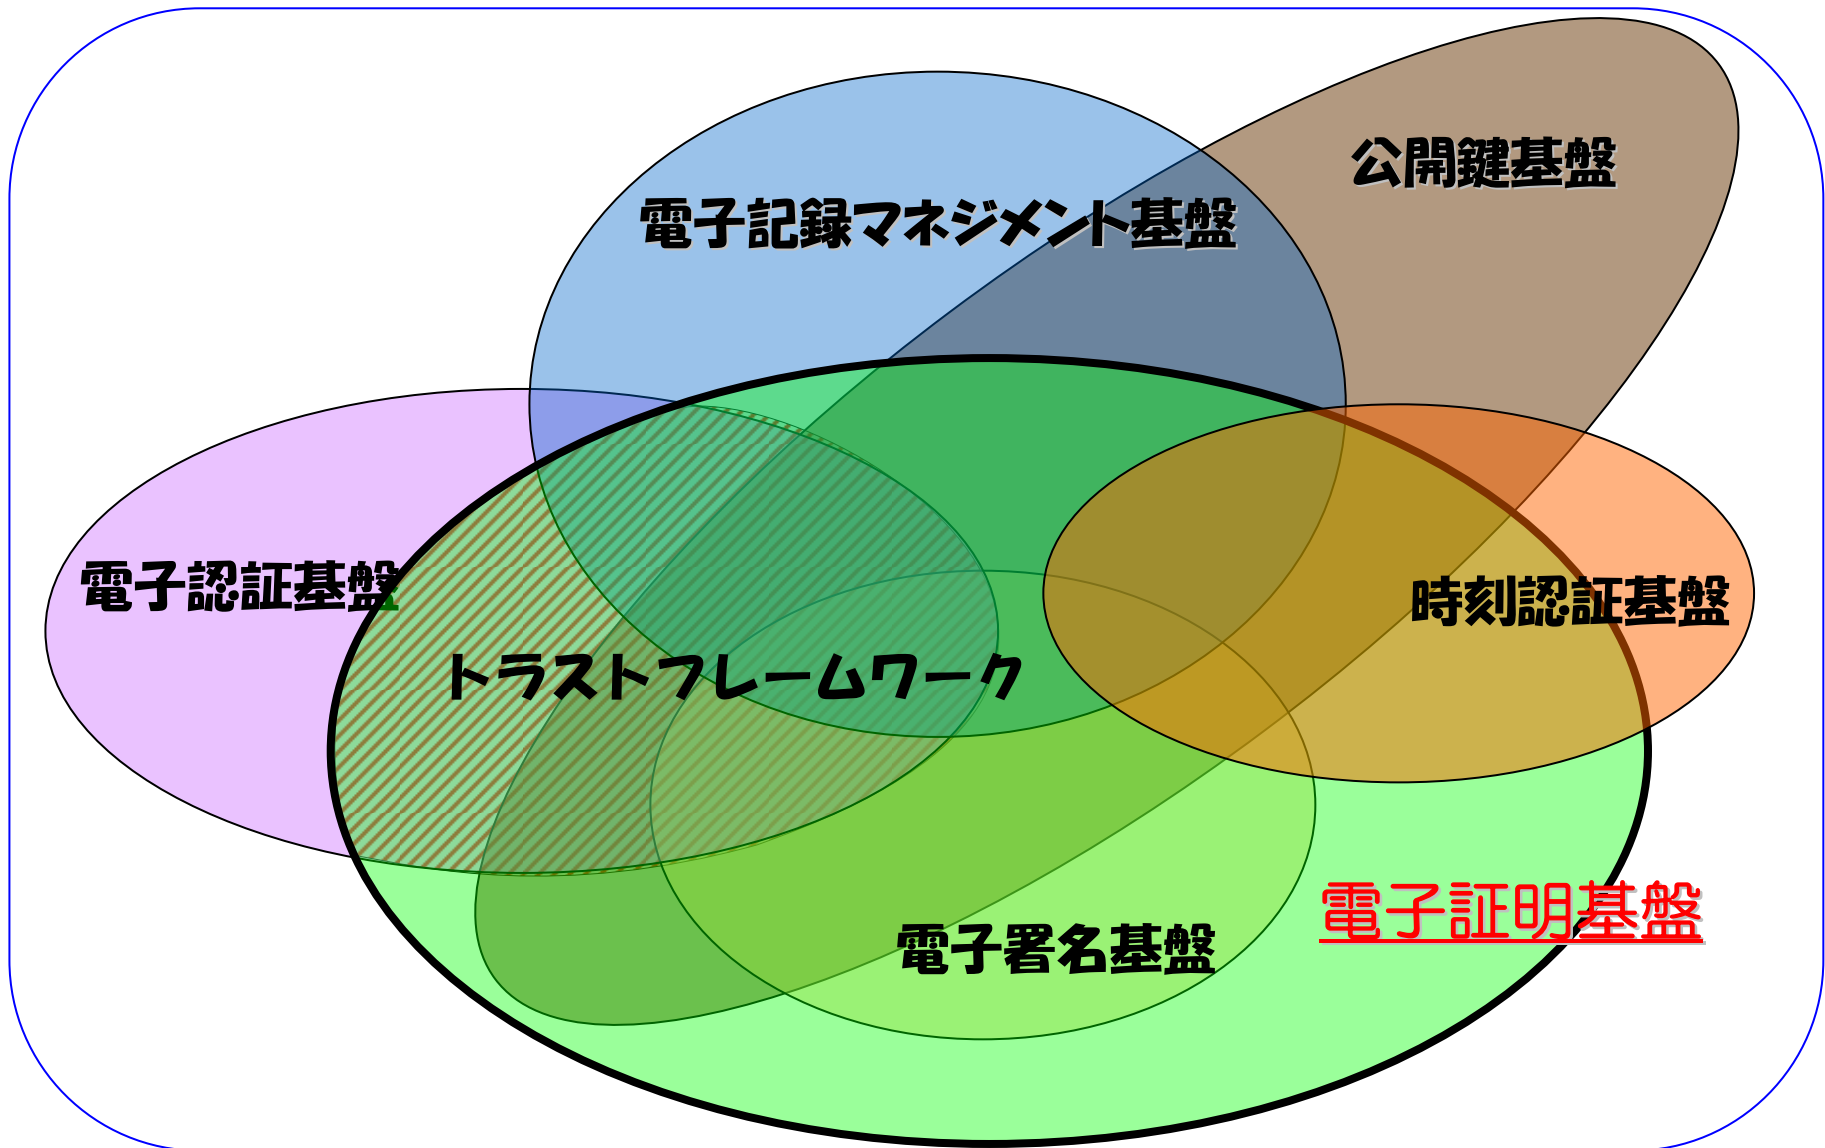 公開鍵基盤
電子記録マネジメント基盤
電子認証基盤
時刻認証基盤
トラストフレームワーク
電子証明基盤
電子署名基盤